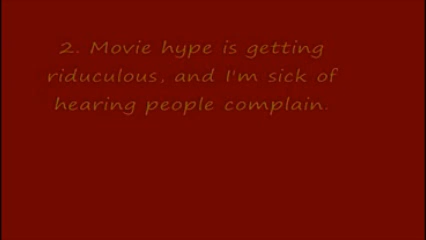 2. Movie hype is getting
riduculous, and I'm sick of
hearing people complain.